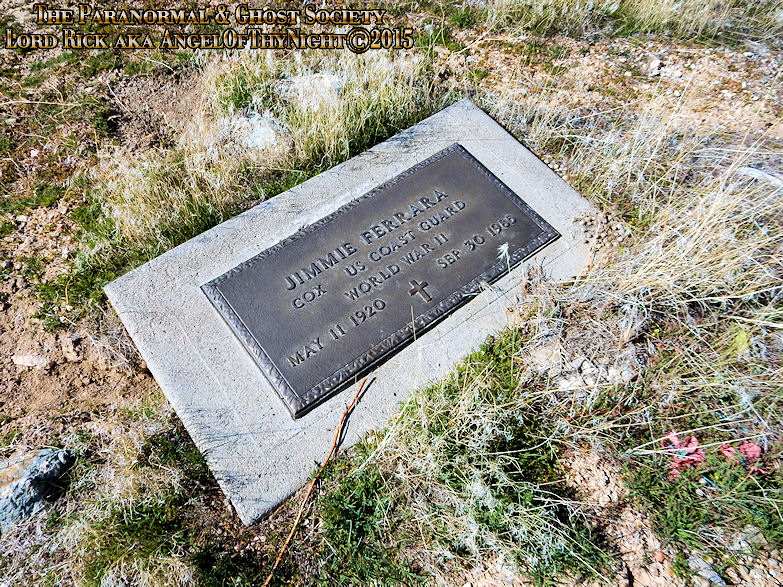 The Paranormal & Ghost Society
Lord Rick aka AngelOfThyNight©2015
JIMMIE FERRARA
COX US COAST GUARD
WORLD WAR II
MAY 11 1920 SEP 30 1985